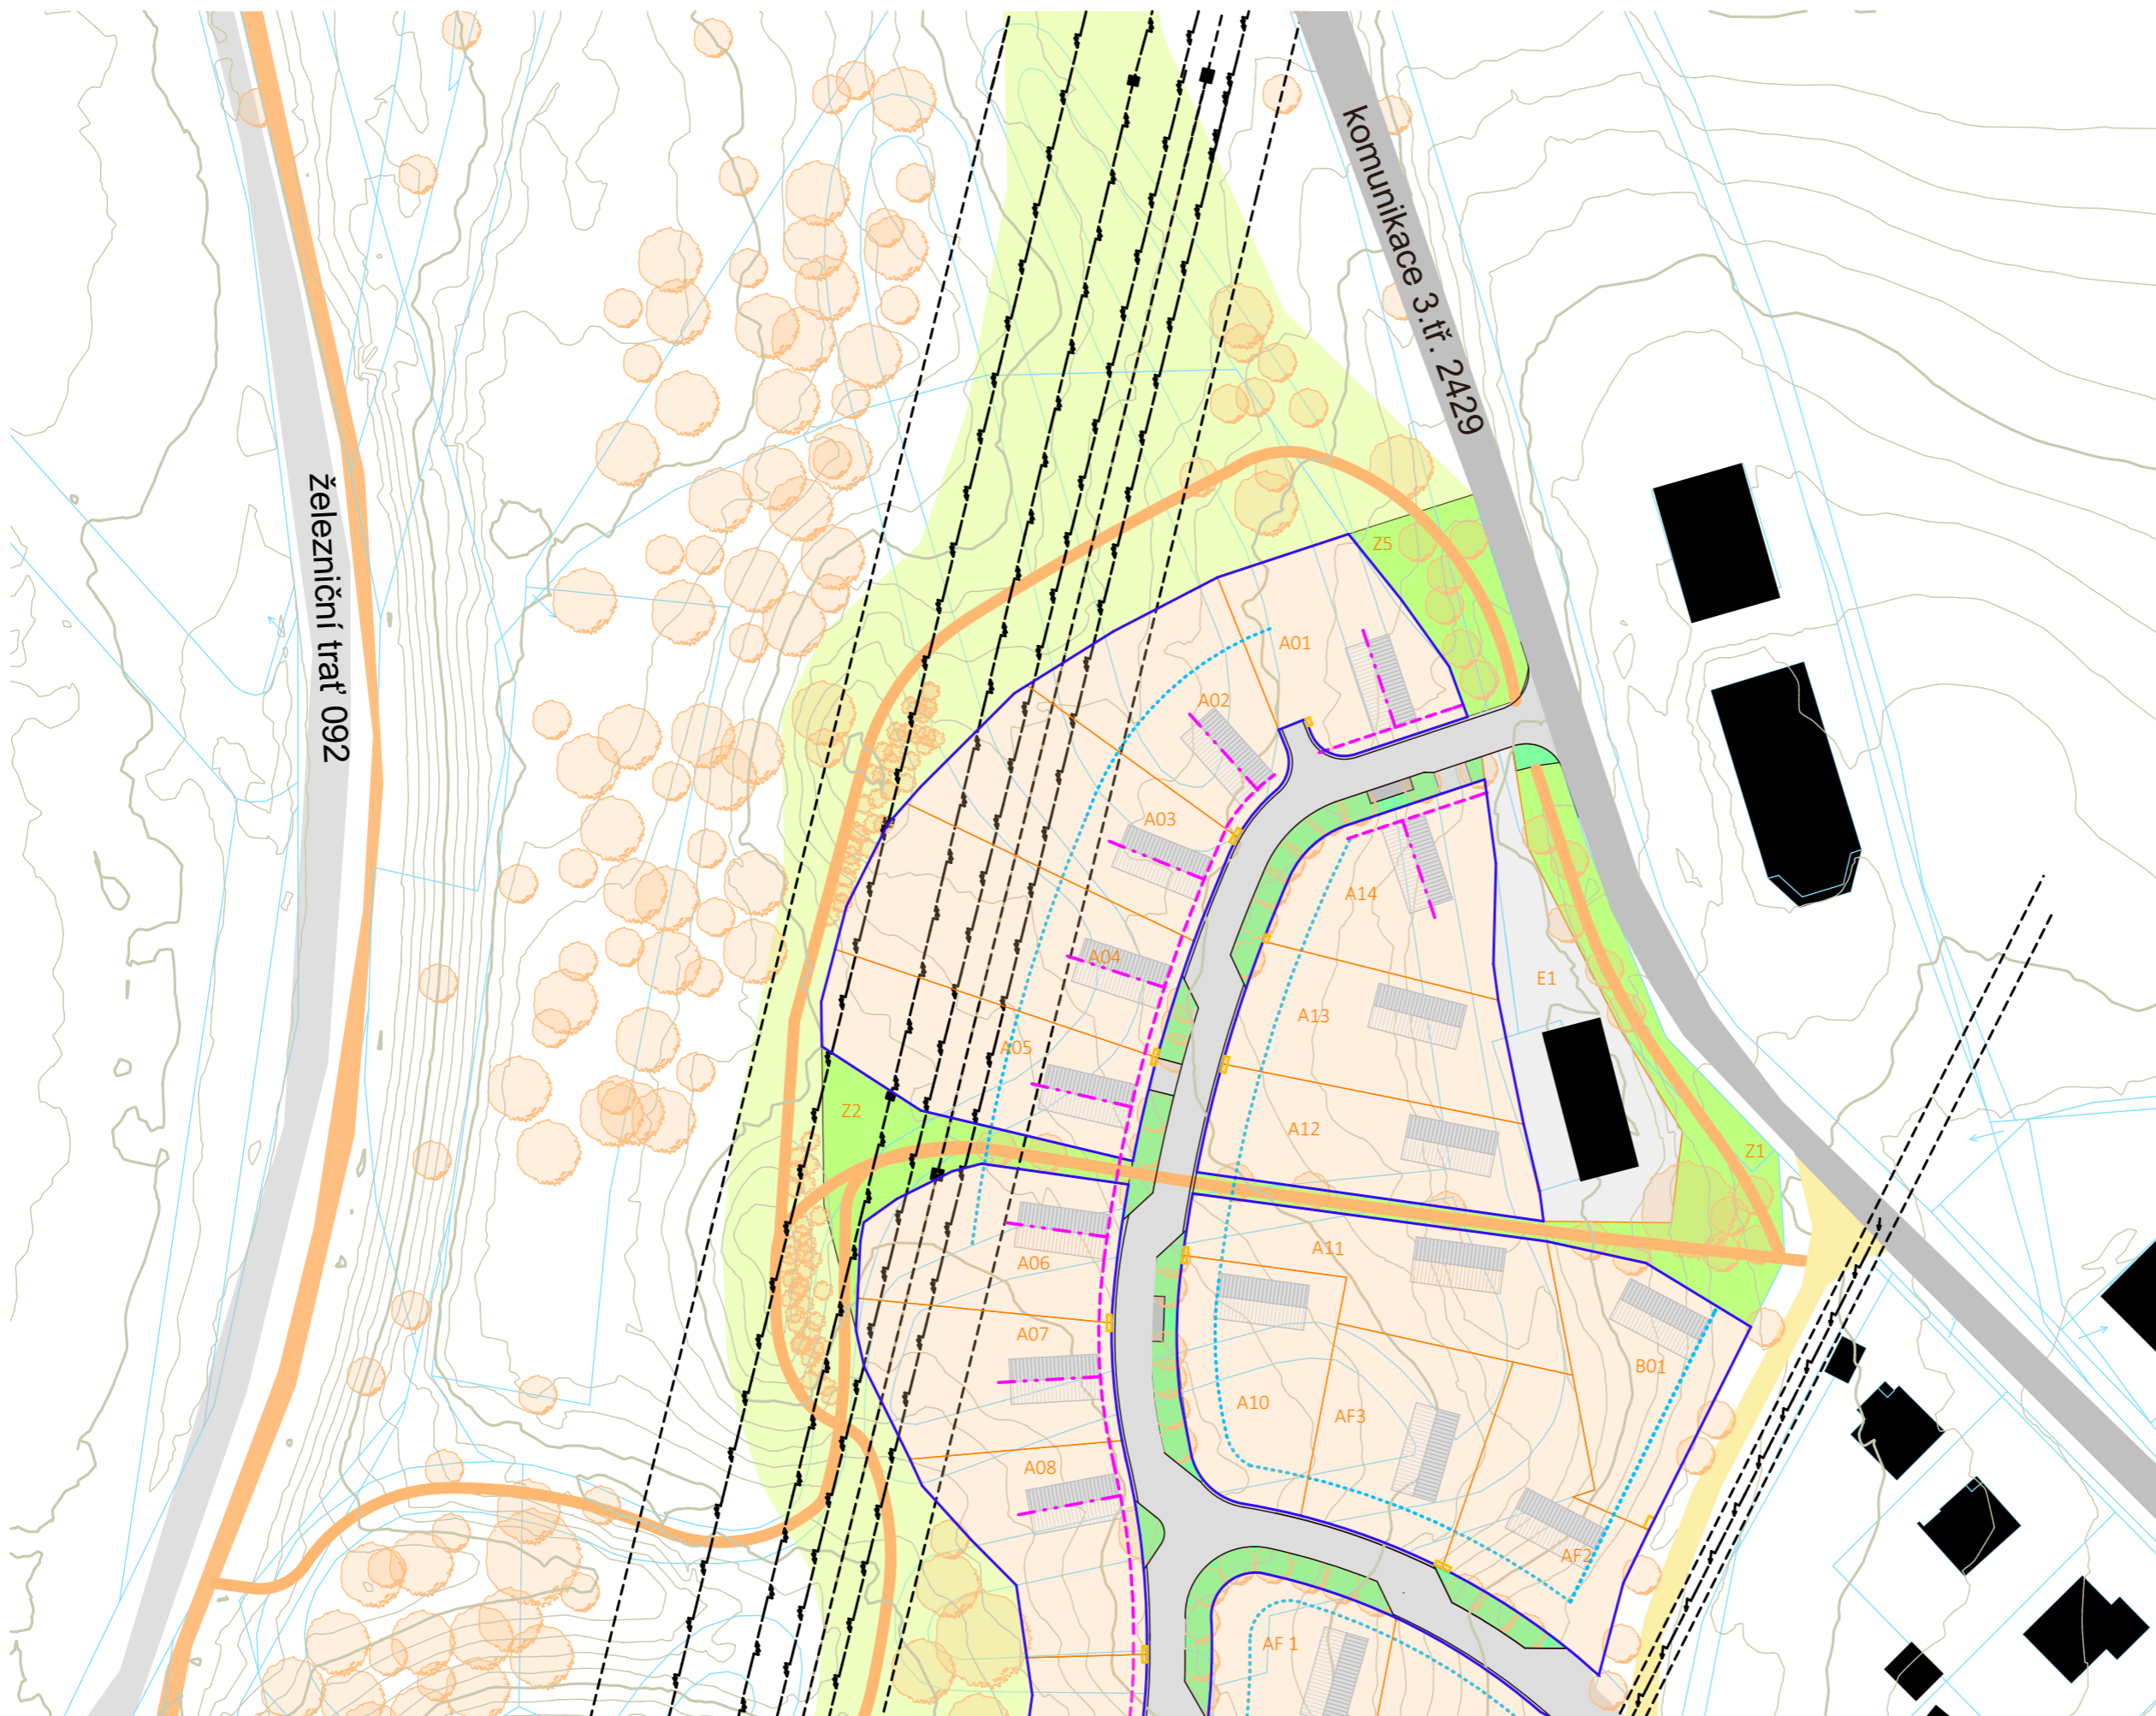 komunikace 3.tř. 2429
železniční trať 092
Z5
A01
A02
A03
A14
A04
E1
A13
A05
Z2
A12
Z1
A11
A06
A07
B01
A10
AF3
A08
AF2
AF 1